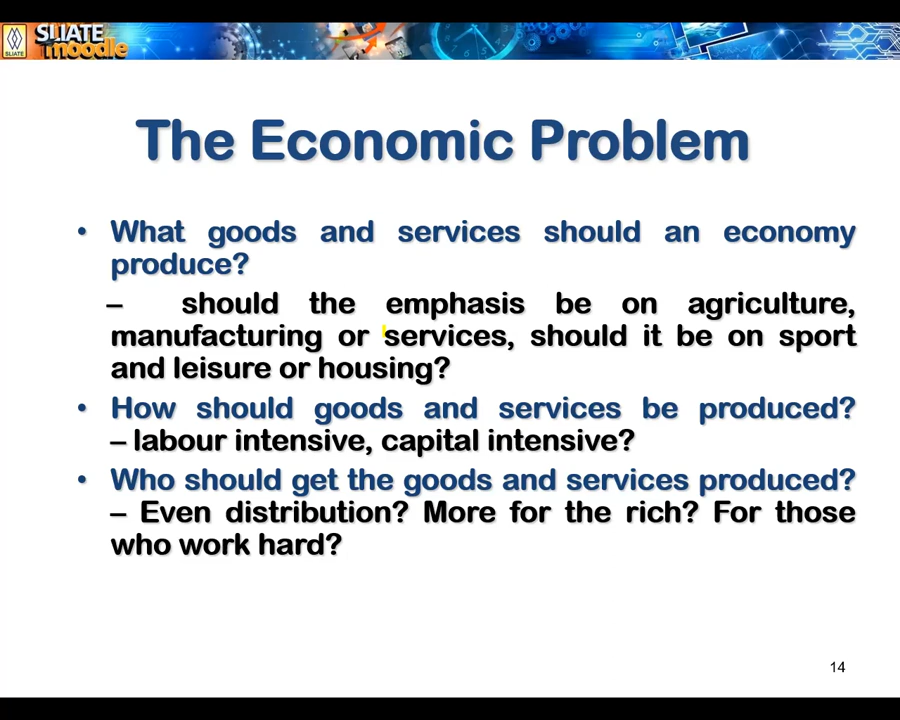 SLIATE
moodle
SLIATE
The Economic Problem
• What goods and services should an economy
produce?
– should the emphasis be on agriculture,
manufacturing or services, should it be on sport
and leisure or housing?
• How should goods and services be produced?
– labour intensive, capital intensive?
• Who should get the goods and services produced?
– Even distribution? More for the rich? For those
who work hard?
14